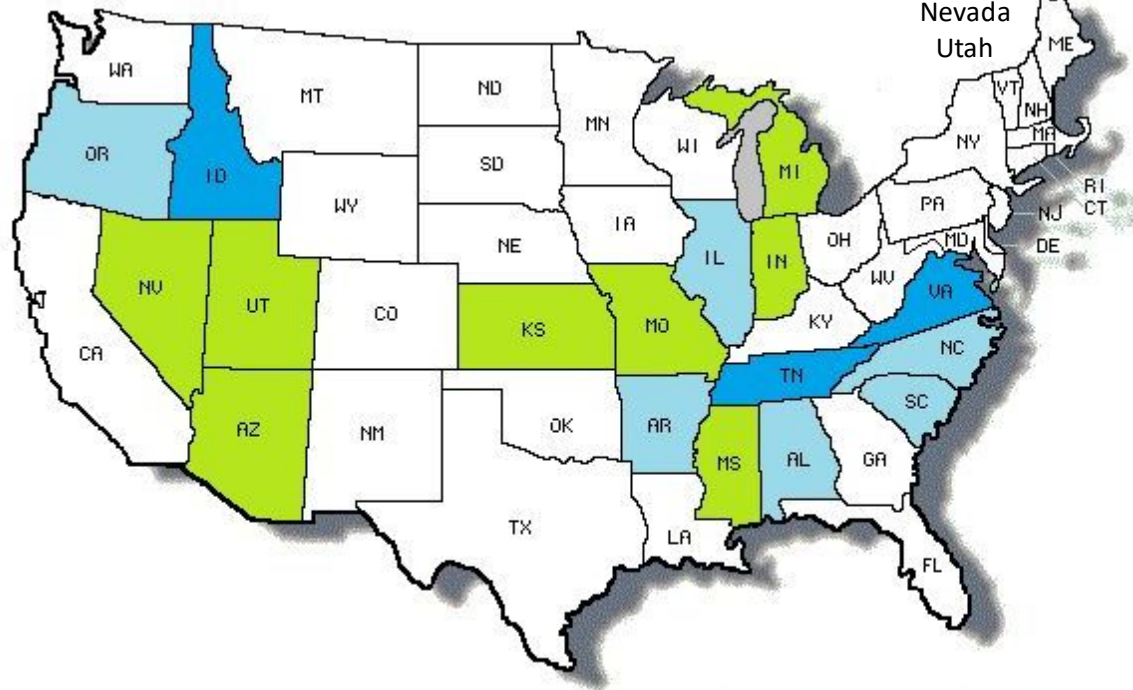 Nevada
Utah
ME
WA
VT
MT
ND
NH
MN
MA
NY
OR
WI
SD
ID
MI
RI
WY
PA
CT
NJ
IA
OH
MD
NE
DE
IL
IN
WV
NV
VA
UT
CO
KS
MO
KY
CA
NC
TN
SC
AZ
NM
OK
AR
MS
AL
GA
TX
LA
FL